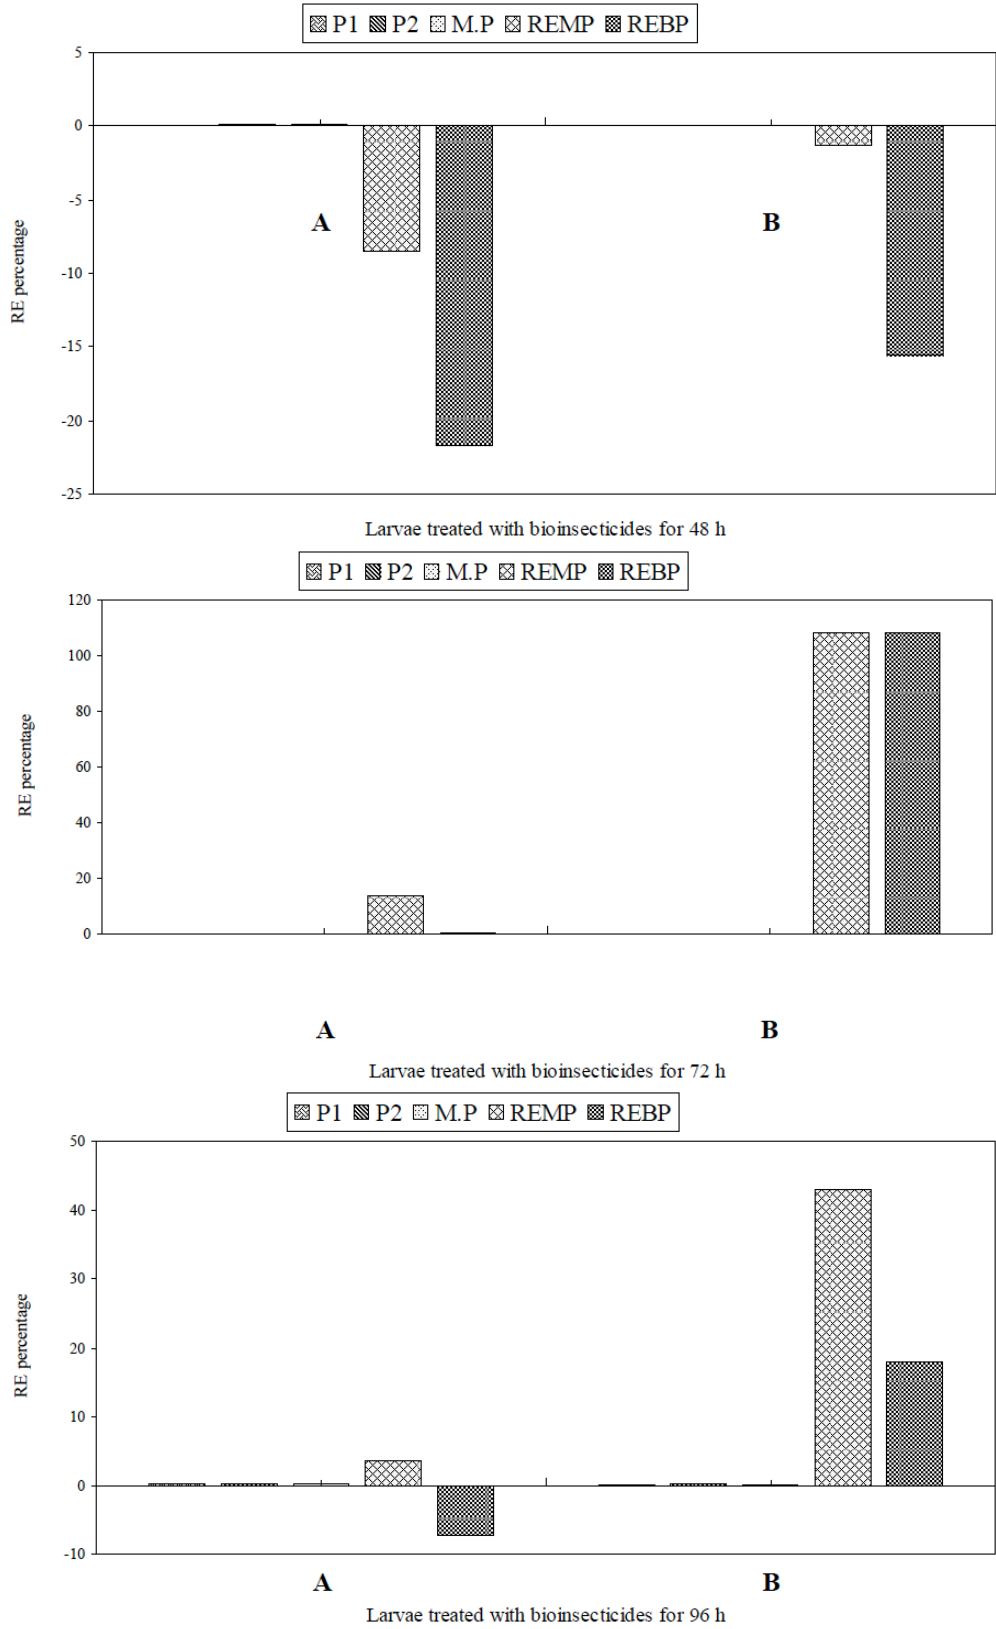 P1 P2 M.P REMP REBP
5
0
-5
-10
-15
-20
-25
RE percentage
A B
Larvae treated with bioinsecticides for 48 h
P1 P2 M.P REMP REBP
120
100
80
60
40
20
0
RE percentage
A B
Larvae treated with bioinsecticides for 72 h
P1 P2 M.P REMP REBP
50
40
30
20
10
0
-10
RE percentage
A B
Larvae treated with bioinsecticides for 96 h